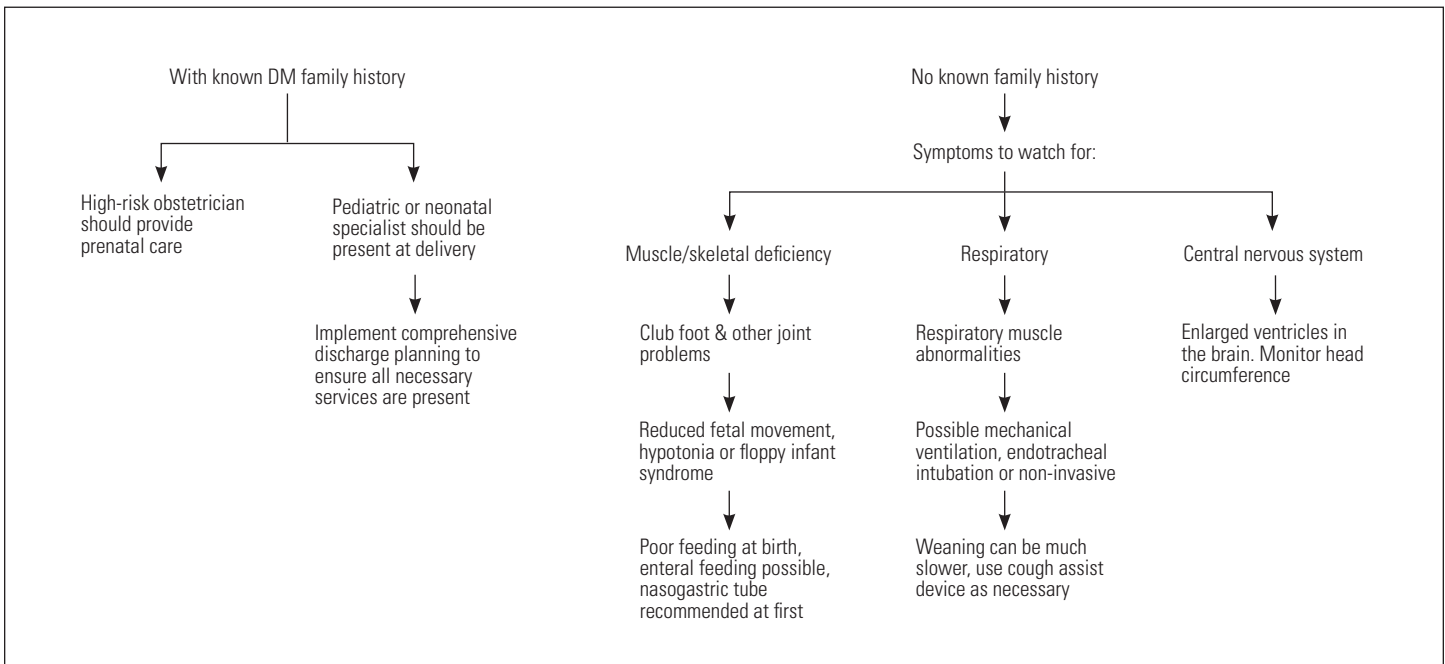 With known DM family history
High-risk obstetrician
should provide
prenatal care
Pediatric or neonatal
specialist should be
present at delivery
Implement comprehensive
discharge planning to
ensure all necessary
services are present
No known family history
Symptoms to watch for:
Muscle/skeletal deficiency
Club foot & other joint
problems
Reduced fetal movement,
hypotonia or floppy infant
syndrome
Poor feeding at birth,
enteral feeding possible,
nasogastric tube
recommended at first
Respiratory
Respiratory muscle
abnormalities
Possible mechanical
ventilation, endotracheal
intubation or non-invasive
Weaning can be much
slower, use cough assist
device as necessary
Central nervous system
Enlarged ventricles in
the brain. Monitor head
circumference